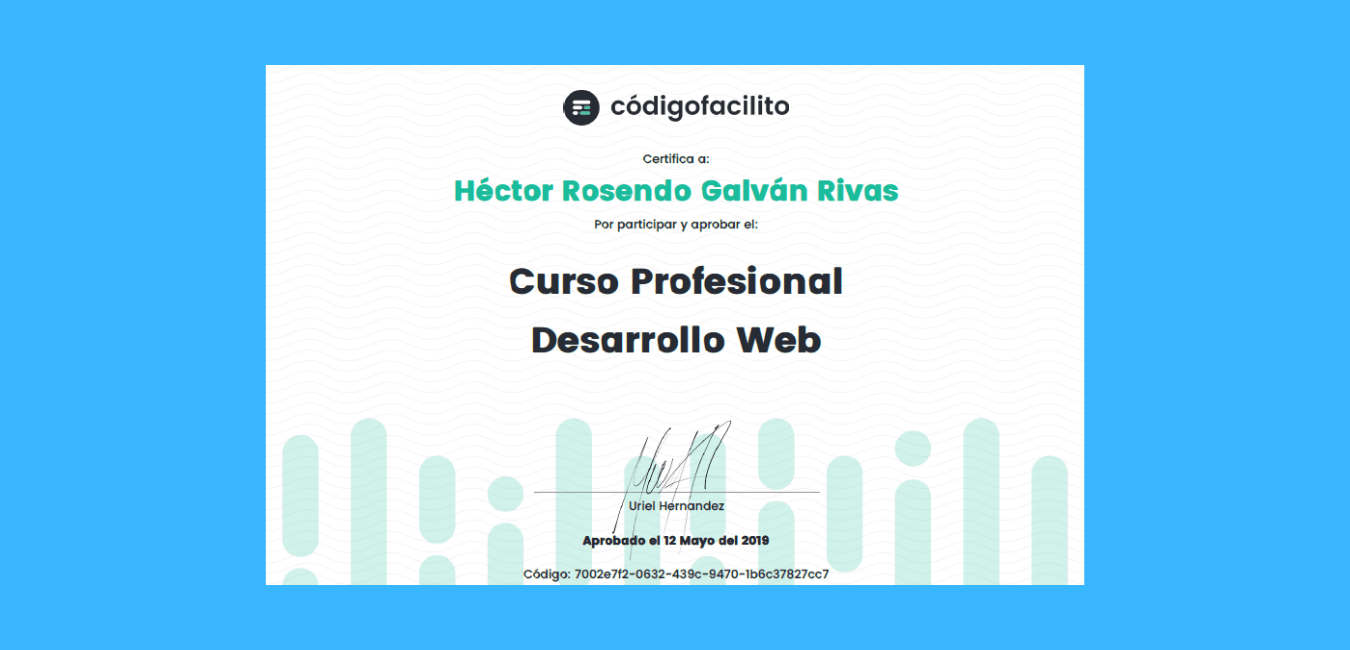 códigofacilito
Certifica a:
Héctor Rosendo Galván Rivas
Por participar y aprobar el:
Curso Profesional
Desarrollo Web
Uriel Hernandez
Aprobado el 12 Mayo del 2019
Código: 7002e7f2-0632-439c-9470-1b6c37827cc7